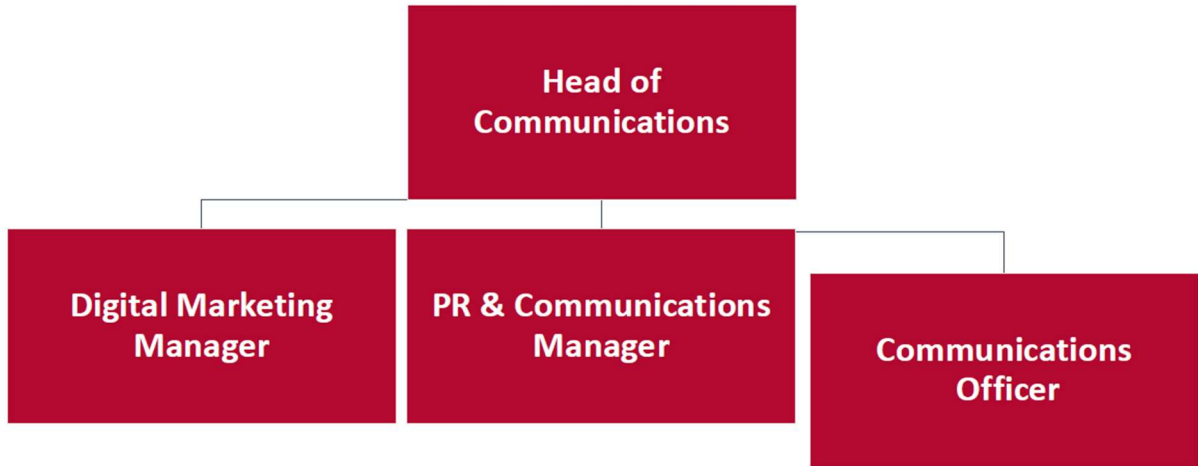 Head of
Communications
Digital Marketing
Manager
PR & Communications
Manager
Communications
Officer